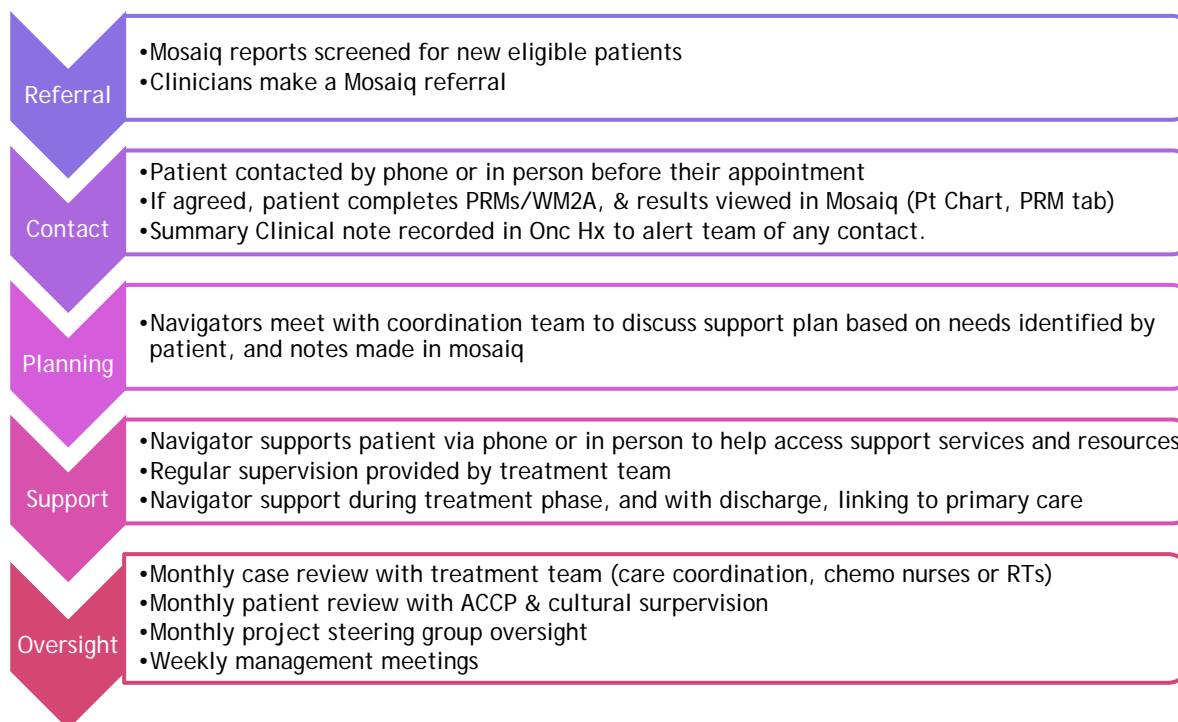 Referral
•Mosaiq reports screened for new eligible patients
•Clinicians make a Mosaiq referral
Contact
•Patient contacted by phone or in person before their appointment
•If agreed, patient completes PRMs/WM2A, & results viewed in Mosaiq (Pt Chart, PRM tab)
•Summary Clinical note recorded in Onc Hx to alert team of any contact.
Planning
•Navigators meet with coordination team to discuss support plan based on needs identified by
patient, and notes made in mosaiq
Support
•Navigator supports patient via phone or in person to help access support services and resources
•Regular supervision provided by treatment team
•Navigator support during treatment phase, and with discharge, linking to primary care
Oversight
•Monthly case review with treatment team (care coordination, chemo nurses or RTs)
•Monthly patient review with ACCP & cultural surpervision
•Monthly project steering group oversight
•Weekly management meetings